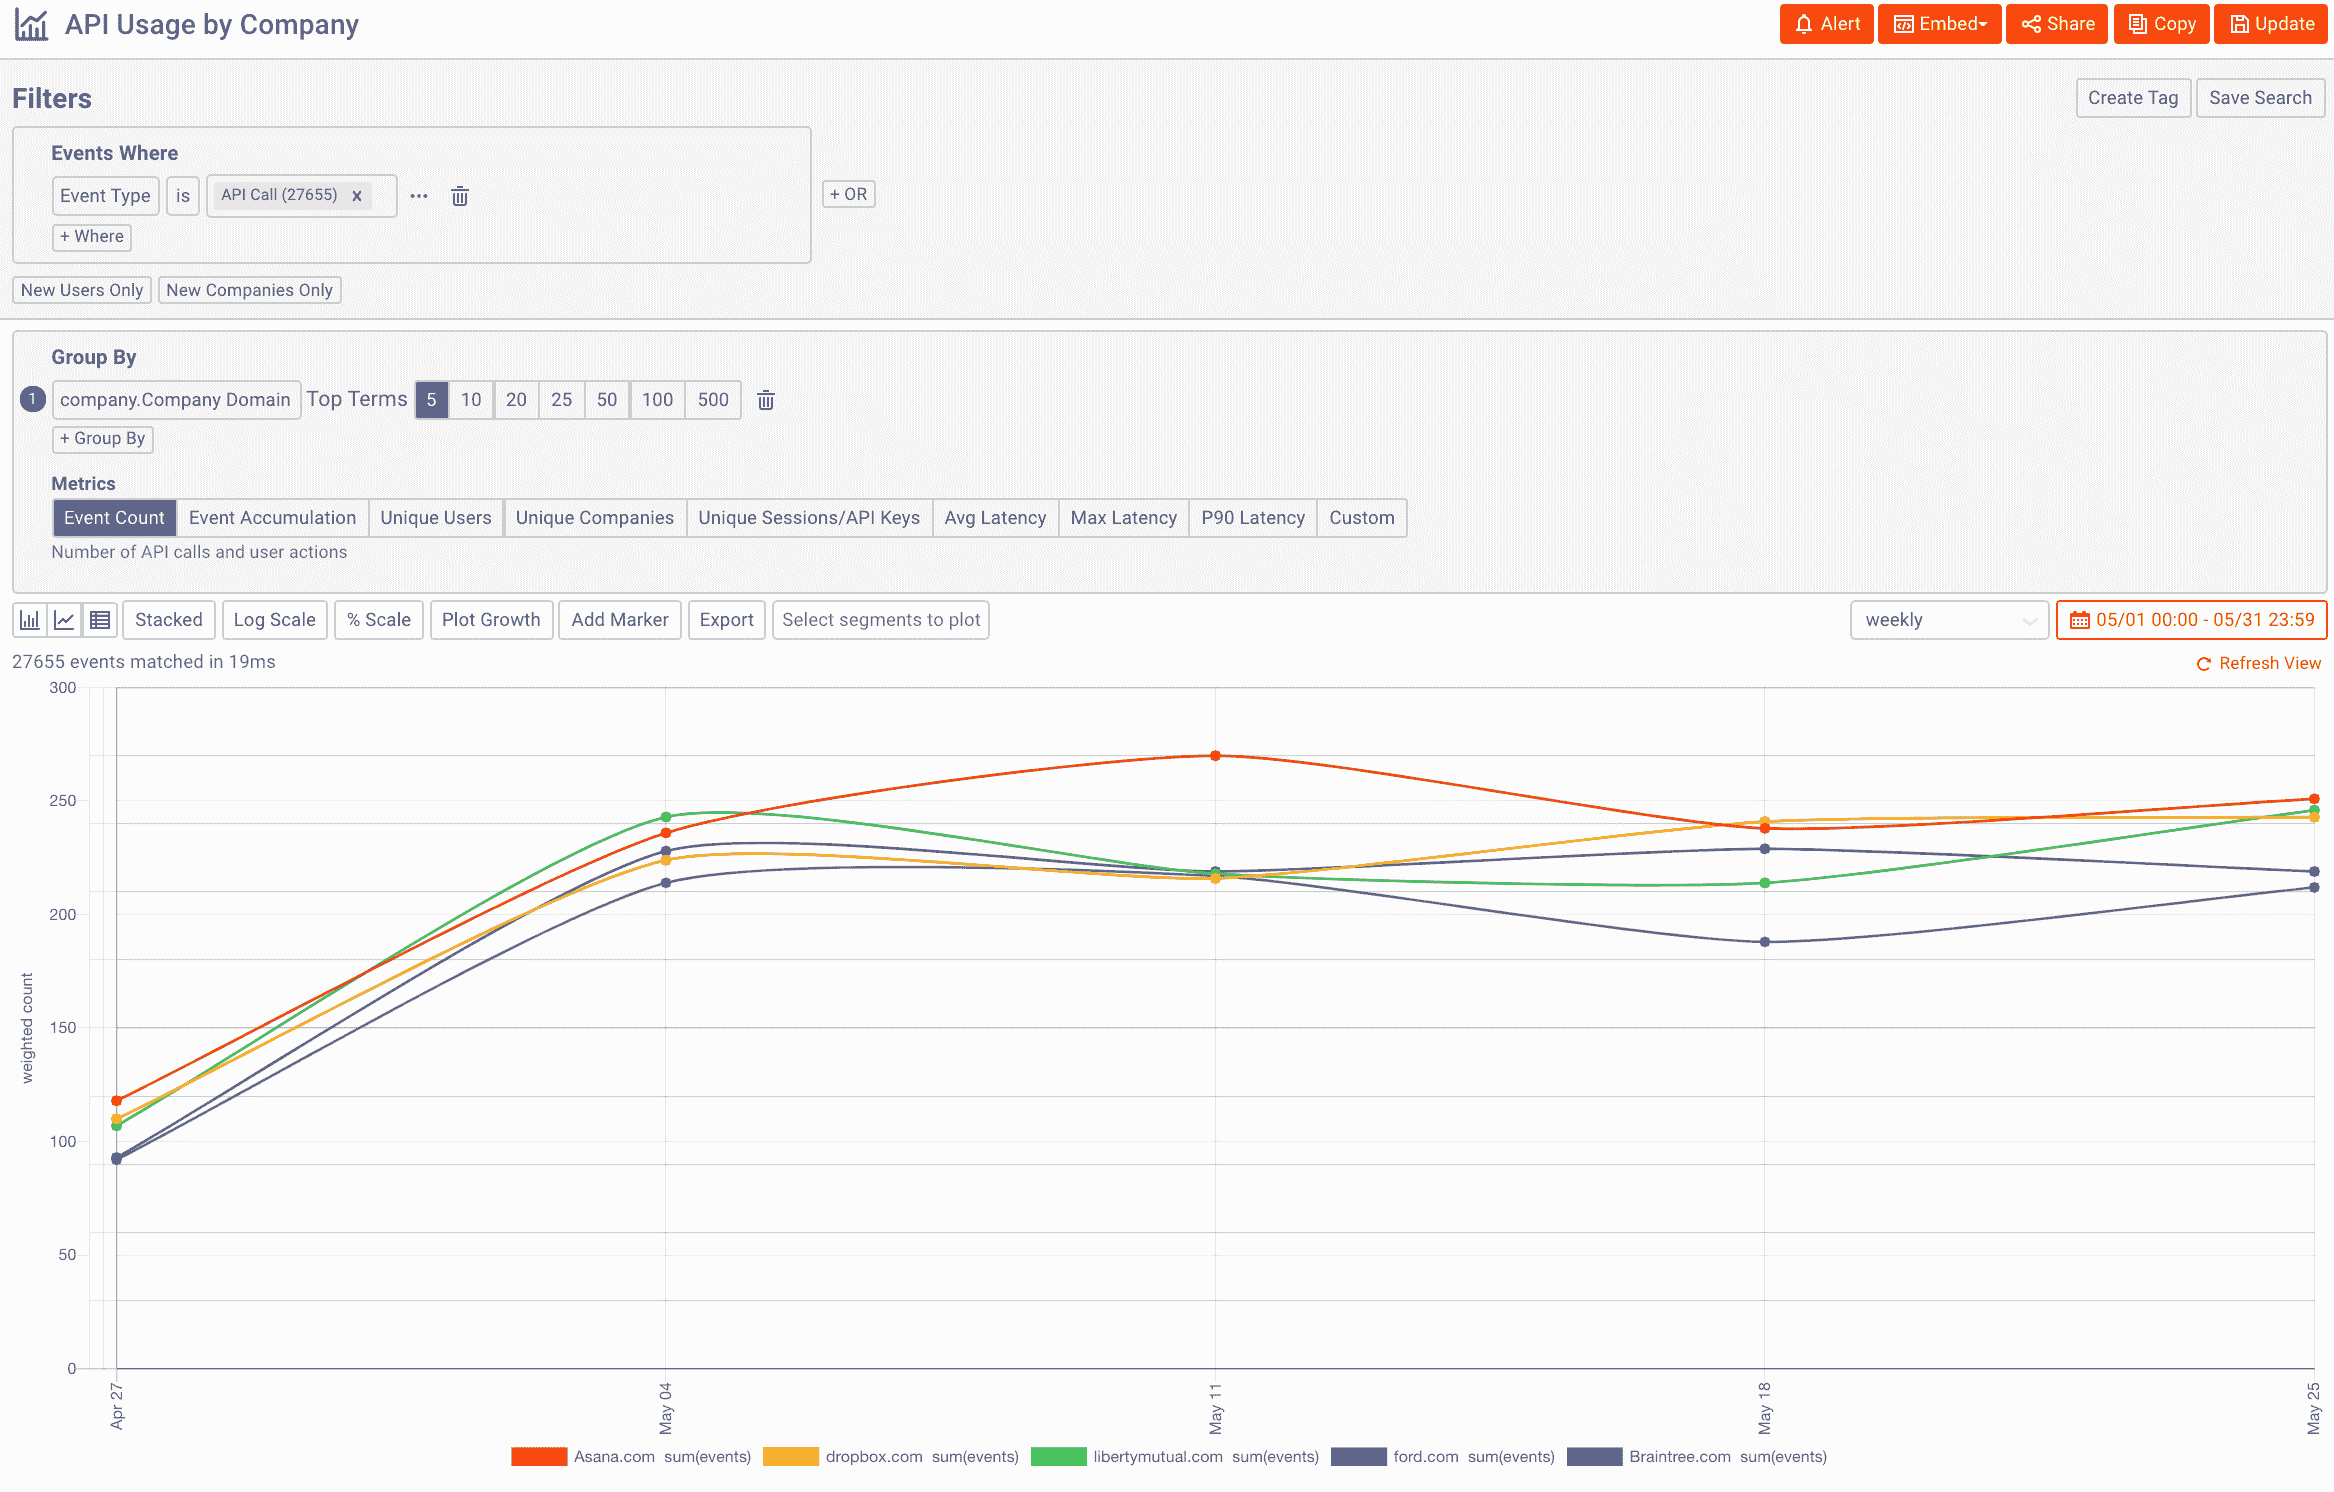 API Usage by Company
Alert Embed Share Copy Update
Filters
Create Tag Save Search
Events Where
Event Type is API Call (27655) x ...
+ OR
+ Where
New Users Only New Companies Only
Group By
1 company.Company Domain Top Terms 5 10 20 25 50 100 500
+ Group By
Metrics
Event Count Event Accumulation Unique Users Unique Companies Unique Sessions/API Keys Avg Latency Max Latency P90 Latency Custom
Number of API calls and user actions
Stacked Log Scale % Scale Plot Growth Add Marker Export Select segments to plot weekly 05/01 00:00 - 05/31 23:59
27655 events matched in 19ms
Refresh View
300
250
200
150
100
50
0
weighted count
Apr 27
May 04
May 11
May 18
May 25
Asana.com sum(events) dropbox.com sum(events) libertymutual.com sum(events) ford.com sum(events) Braintree.com sum(events)